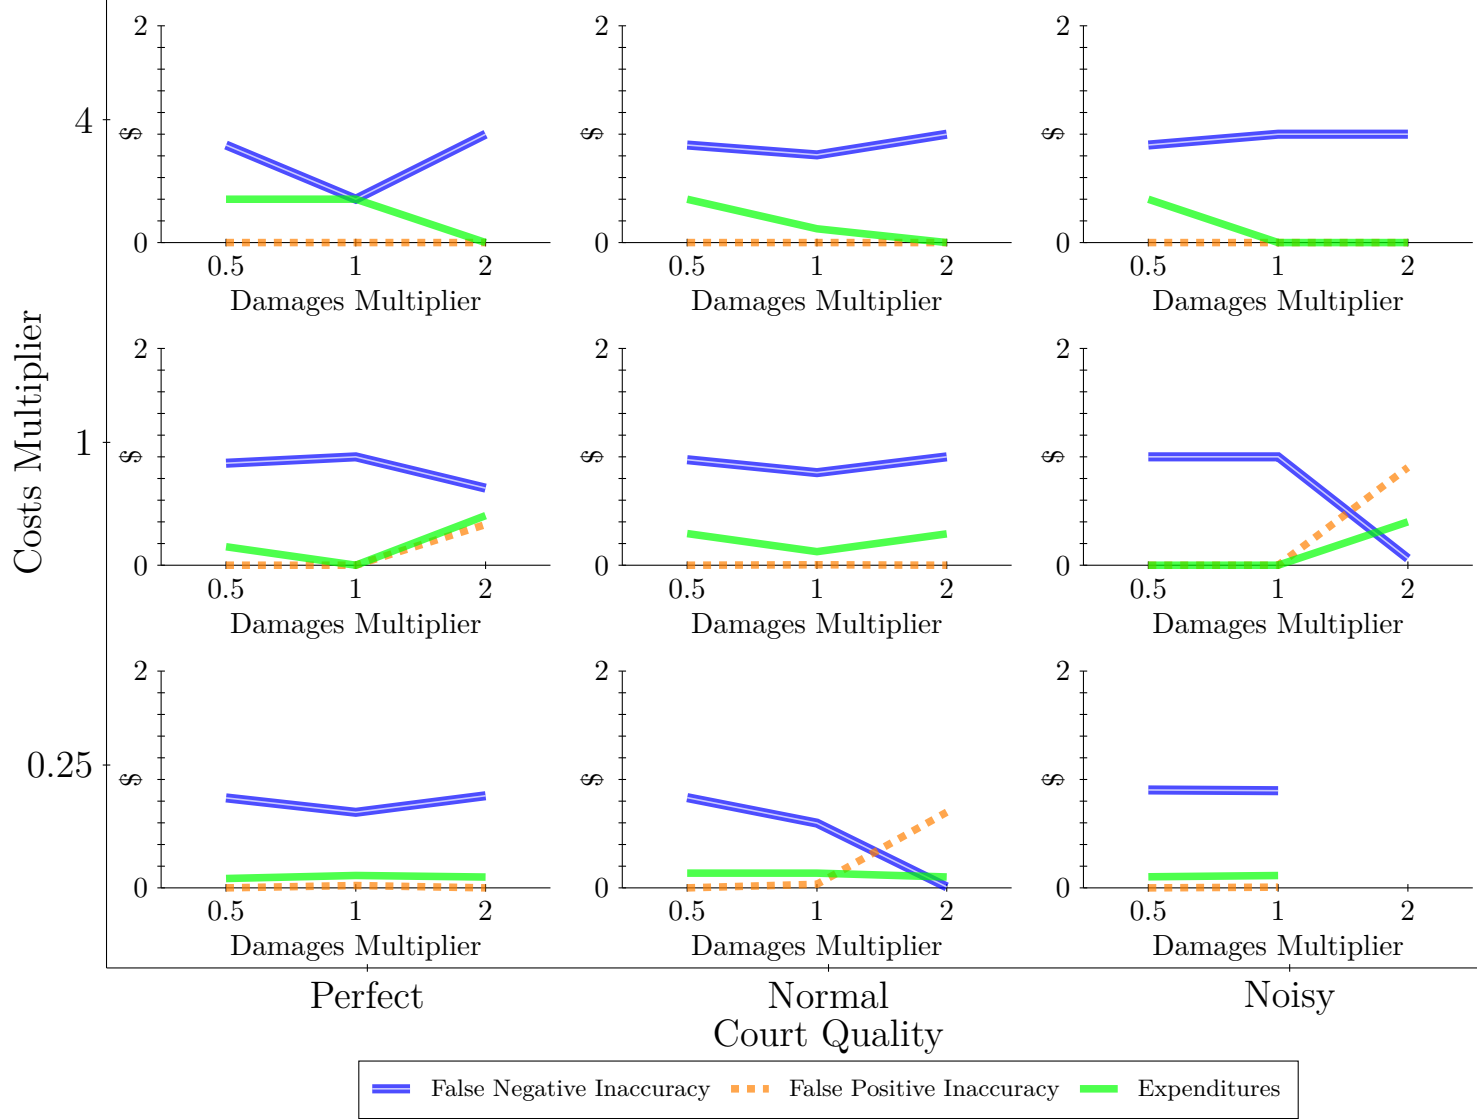 2
2
2
4
$
$
$
0
0
0
0.5 1 2
0.5 1 2
0.5 1 2
Damages Multiplier
Damages Multiplier
Damages Multiplier
Costs Multiplier
2
2
2
1
$
$
$
0
0
0
0.5 1 2
0.5 1 2
0.5 1 2
Damages Multiplier
Damages Multiplier
Damages Multiplier
2
2
2
0.25
$
$
$
0
0
0
0.5 1 2
0.5 1 2
0.5 1 2
Damages Multiplier
Damages Multiplier
Damages Multiplier
Perfect
Normal
Noisy
Court Quality
False Negative Inaccuracy
False Positive Inaccuracy
Expenditures